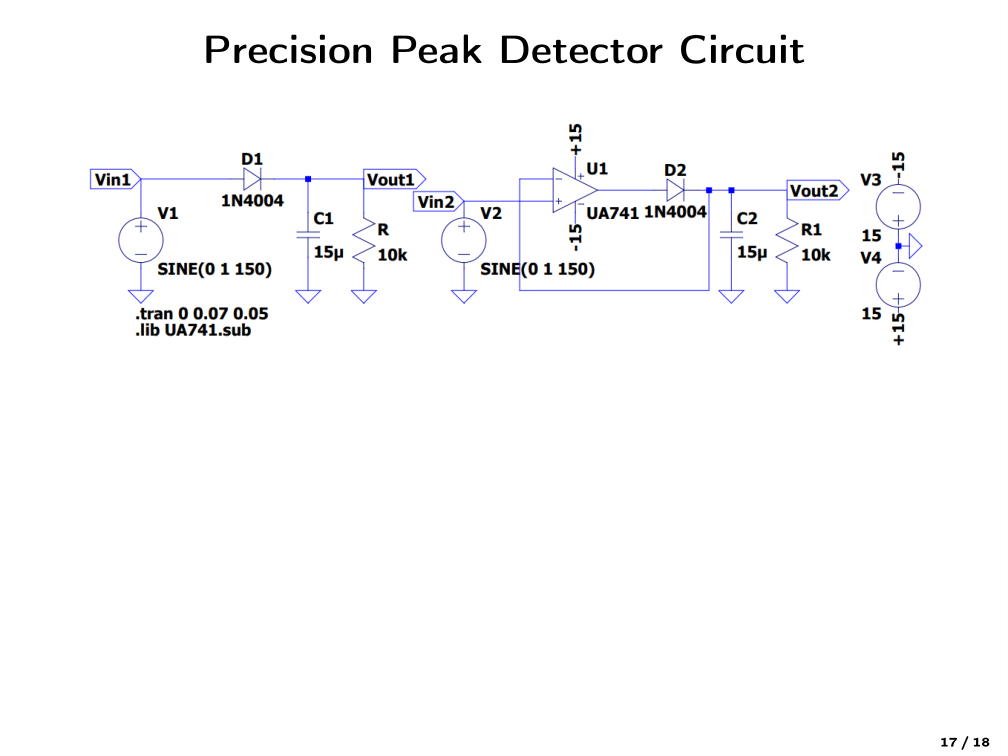 Precision Peak Detector Circuit
Vin1
D1
1N4004
Vout1
V1
SINE(0 1 150)
C1
15µ
R
10k
.tran 0 0.07 0.05
.lib UA741.sub
Vin2
V2
SINE(0 1 150)
+15
U1
UA741
-15
D2
1N4004
Vout2
C2
15µ
R1
10k
-15
V3
15
V4
15
+15
17 / 18